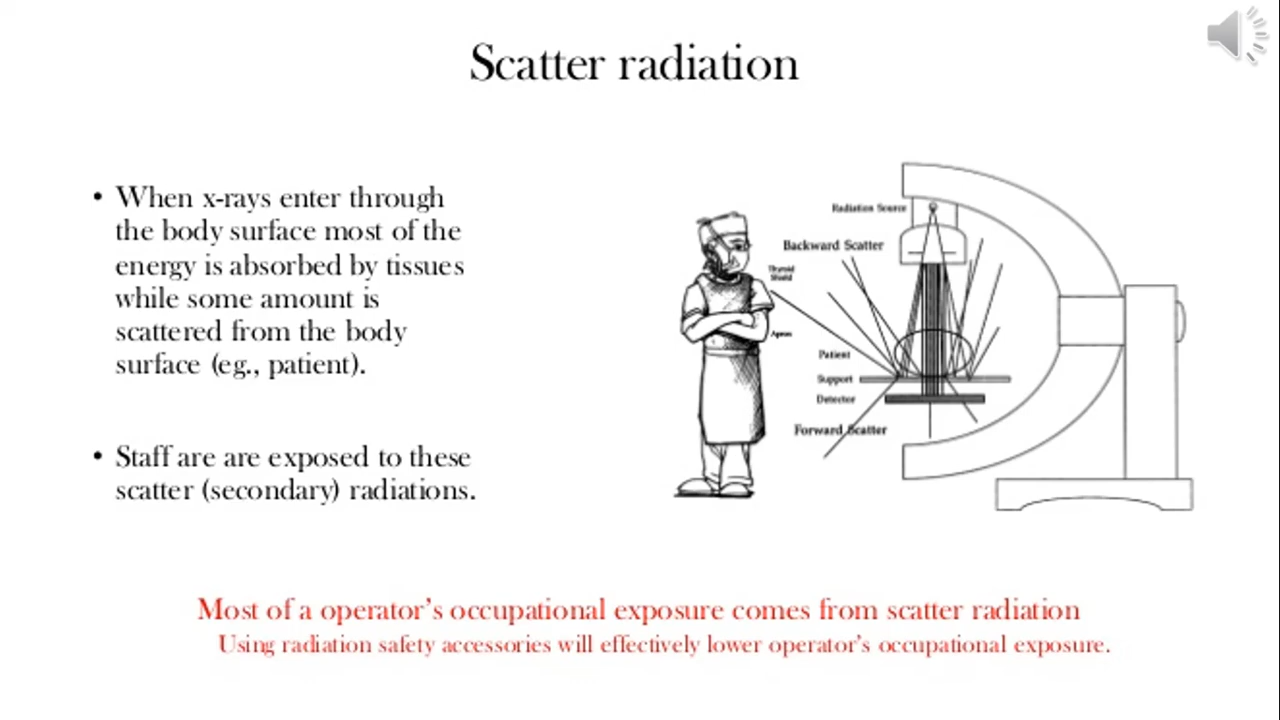 Scatter radiation
• When x-rays enter through
the body surface most of the
energy is absorbed by tissues
while some amount is
scattered from the body
surface (eg., patient).
• Staff are are exposed to these
scatter (secondary) radiations.
Radiation Source
Backward Scatter
Thyroid
Shield
Apron
Patient
Support
Detector
Forward Scatter
Most of a operator's occupational exposure comes from scatter radiation
Using radiation safety accessories will effectively lower operator's occupational exposure.